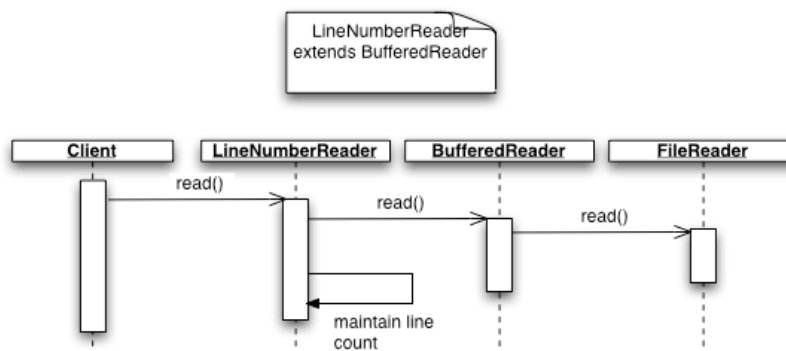 LineNumberReader
extends BufferedReader
Client
LineNumberReader
BufferedReader
FileReader
read()
read()
read()
maintain line
count